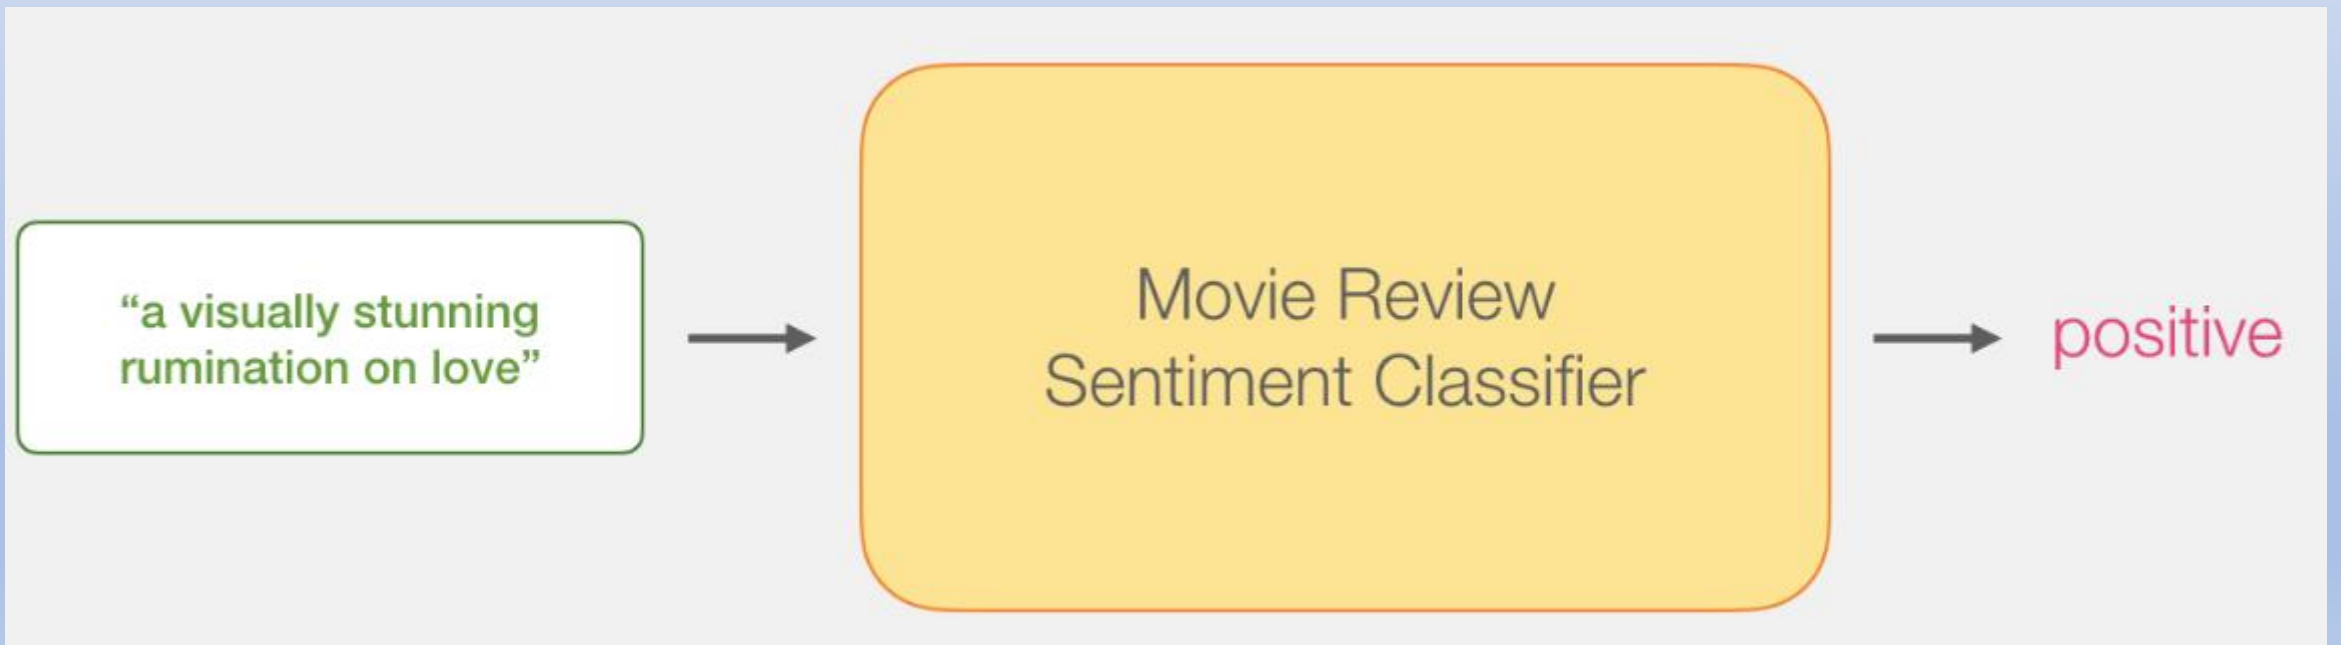 “a visually stunning
rumination on love”
Movie Review
Sentiment Classifier
positive